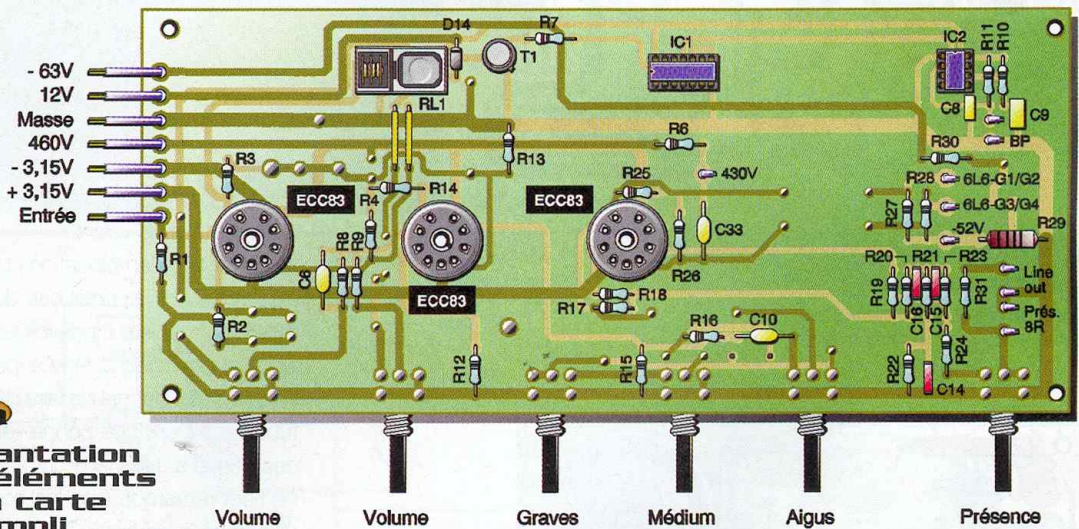 - 63V
12V
Masse
460V
- 3,15V
+ 3,15V
Entrée
D14
T1
R7
IC1
IC2
R11
R10
RL1
C8
C9
BP
R13
R6
R30
R3
430V
6L6-G1/G2
6L6-G3/G4
-52V
R14
R25
R28
R27
R29
ECC83
ECC83
ECC83
R4
R1
R8
R9
C6
C33
R26
R20
R21
R23
R19
R31
Line
out
Prés.
8R
R18
R17
C16
C15
R2
R16
C10
R24
R12
R15
R22
C14
antation
éléments
carte
mpli
Volume
Volume
Graves
Médium
Aigus
Présence